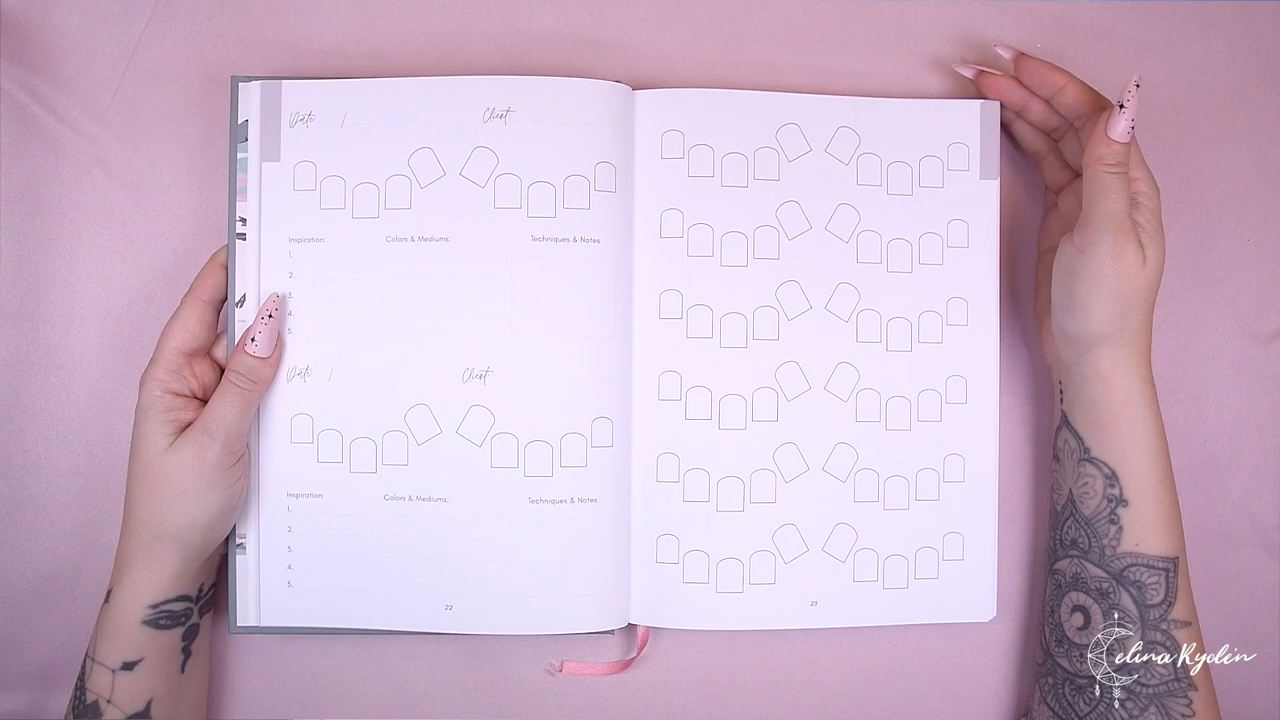 Date / Client
Inspiration: Colors & Mediums: Techniques & Notes
1.
2.
3.
4.
5.
Date / Client
Inspiration: Colors & Mediums: Techniques & Notes
1.
2.
3.
4.
5.
22
23
Celina Rydén